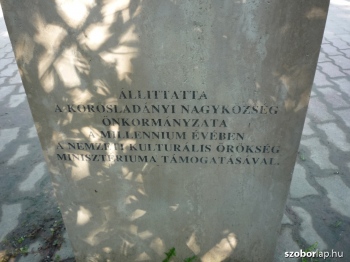 ÁLLÍTTATTA
A KÖRÖSLADÁNYI NAGYKÖZSÉG
ÖNKORMÁNYZATA
A MILLENNIUM ÉVÉBEN
A NEMZETI KULTURÁLIS ÖRÖKSÉG
MINISZTÉRIUMA TÁMOGATÁSÁVAL.
szoborlap.hu